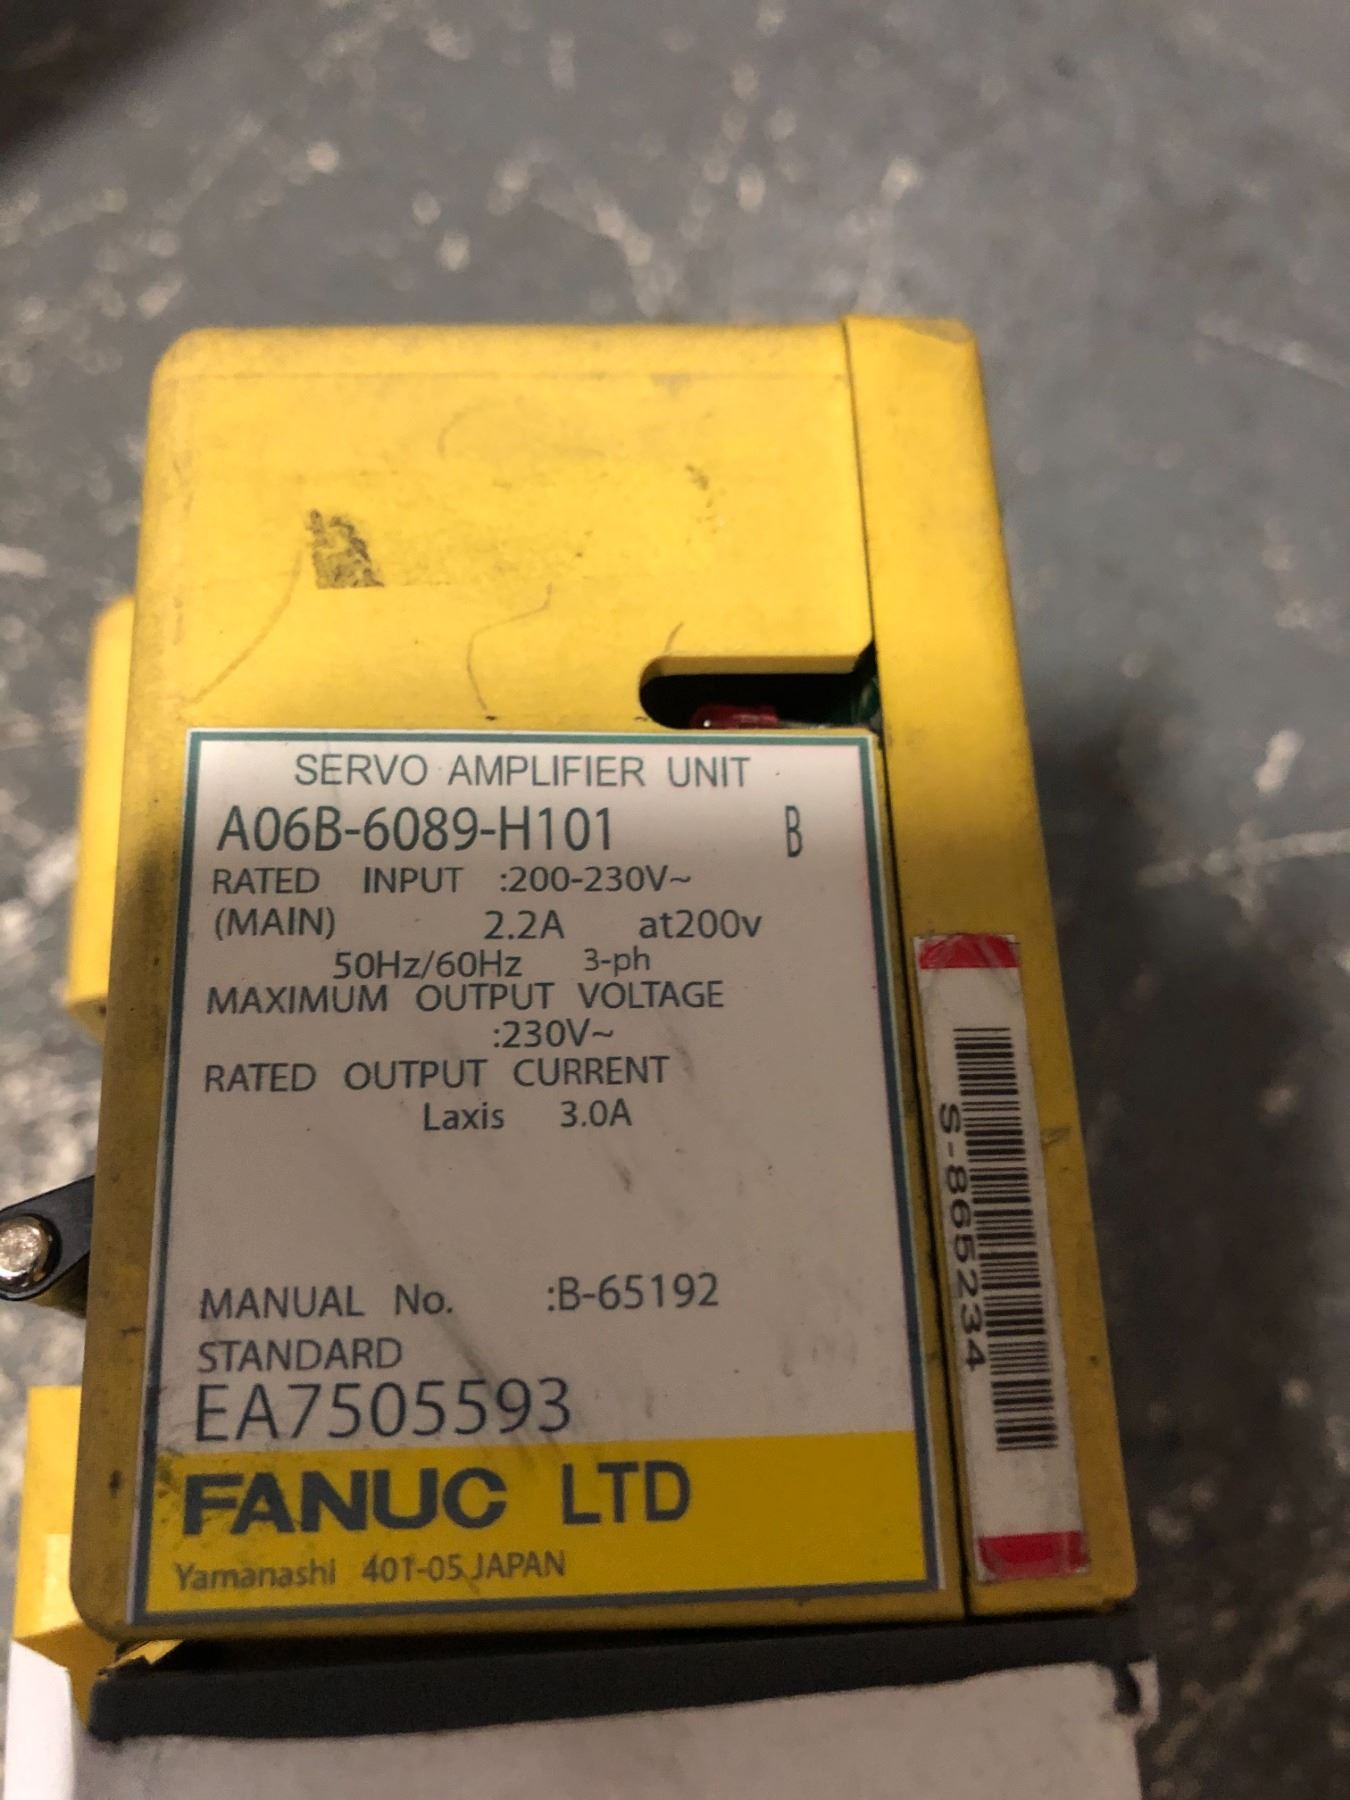 SERVO AMPLIFIER UNIT
A06B-6089-H101 B
RATED INPUT :200-230V~
(MAIN) 2.2A at200v
50Hz/60Hz 3-ph
MAXIMUM OUTPUT VOLTAGE
:230V~
RATED OUTPUT CURRENT
Laxis 3.0A
MANUAL No. :B-65192
STANDARD
EA7505593
FANUC LTD
Yamanashi 401-05 JAPAN
S-865234